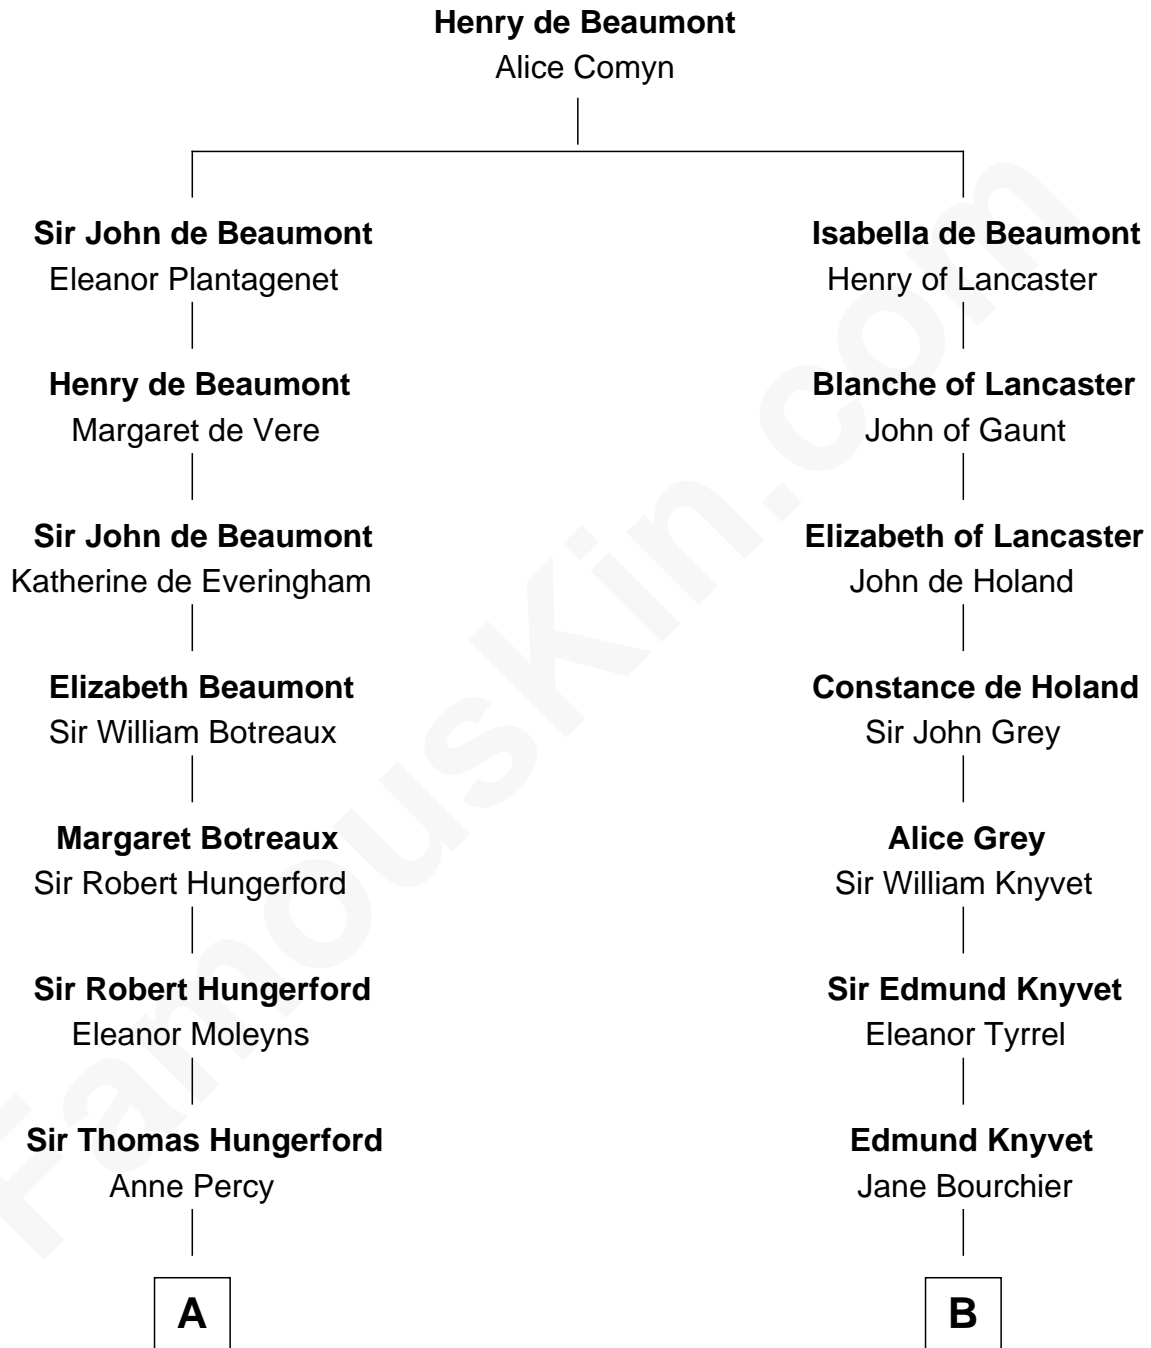 Henry de Beaumont
Alice Comyn
Sir John de Beaumont
Eleanor Plantagenet
Isabella de Beaumont
Henry of Lancaster
Henry de Beaumont
Margaret de Vere
Blanche of Lancaster
John of Gaunt
Sir John de Beaumont
Katherine de Everingham
Elizabeth of Lancaster
John de Holand
Elizabeth Beaumont
Sir William Botreaux
Constance de Holand
Sir John Grey
Margaret Botreaux
Sir Robert Hungerford
Alice Grey
Sir William Knyvet
Sir Robert Hungerford
Eleanor Moleyns
Sir Edmund Knyvet
Eleanor Tyrrel
Sir Thomas Hungerford
Anne Percy
Edmund Knyvet
Jane Bourchier
A
B
FamousKin.com